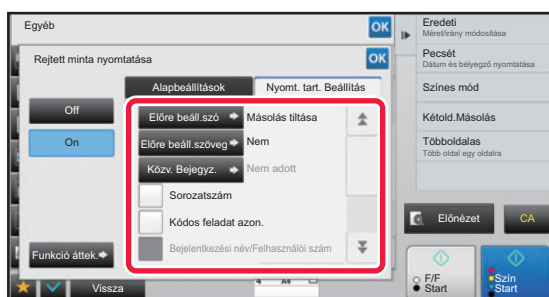 Egyéb
OK
Rejtett minta nyomtatása
OK
Alapbeállítások
Nyomt. tart. Beállítás
Off
On
Előre beáll.szó
Másolás tiltása
Előre beáll.szöveg
Nem
Közv. Bejegyz.
Nem adott
Sorozatszám
Kódos feladat azon.
Bejelentkezési név/Felhasználói szám
Funkció áttek.
Vissza
Eredeti
Méret/irány módosítása
Pecsét
Dátum és bélyegző nyomtatása
Színes mód
Kétold.Másolás
Többoldalas
Több oldal egy oldalra
Előnézet
CA
F/F
Start
Szín
Start